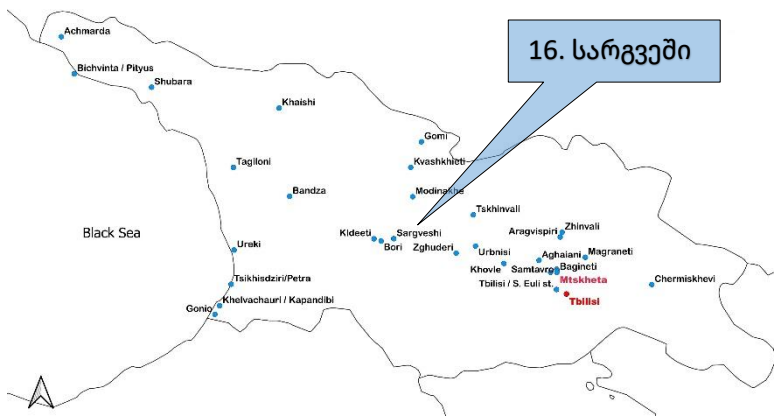 Achmarda
16. სარგვეში
Bichvinta / Pityus
Shubara
Khaishi
Gomi
Kvashkhieti
Tagiloni
Bandza
Modinakhe
Tskhinvali
Black Sea
Zhinvali
Aragvispiri
Kldeeti
Sargveshi
Bori
Zghuderi
Urbnisi
Ureki
Aghaiani
Magraneti
Khovle
Samtavro
Bagineti
Mtskheta
Tsikhisdziri/Petra
Tbilisi / S. Euli st.
Chermiskhevi
Tbilisi
Khelvachauri / Kapandibi
Gonio